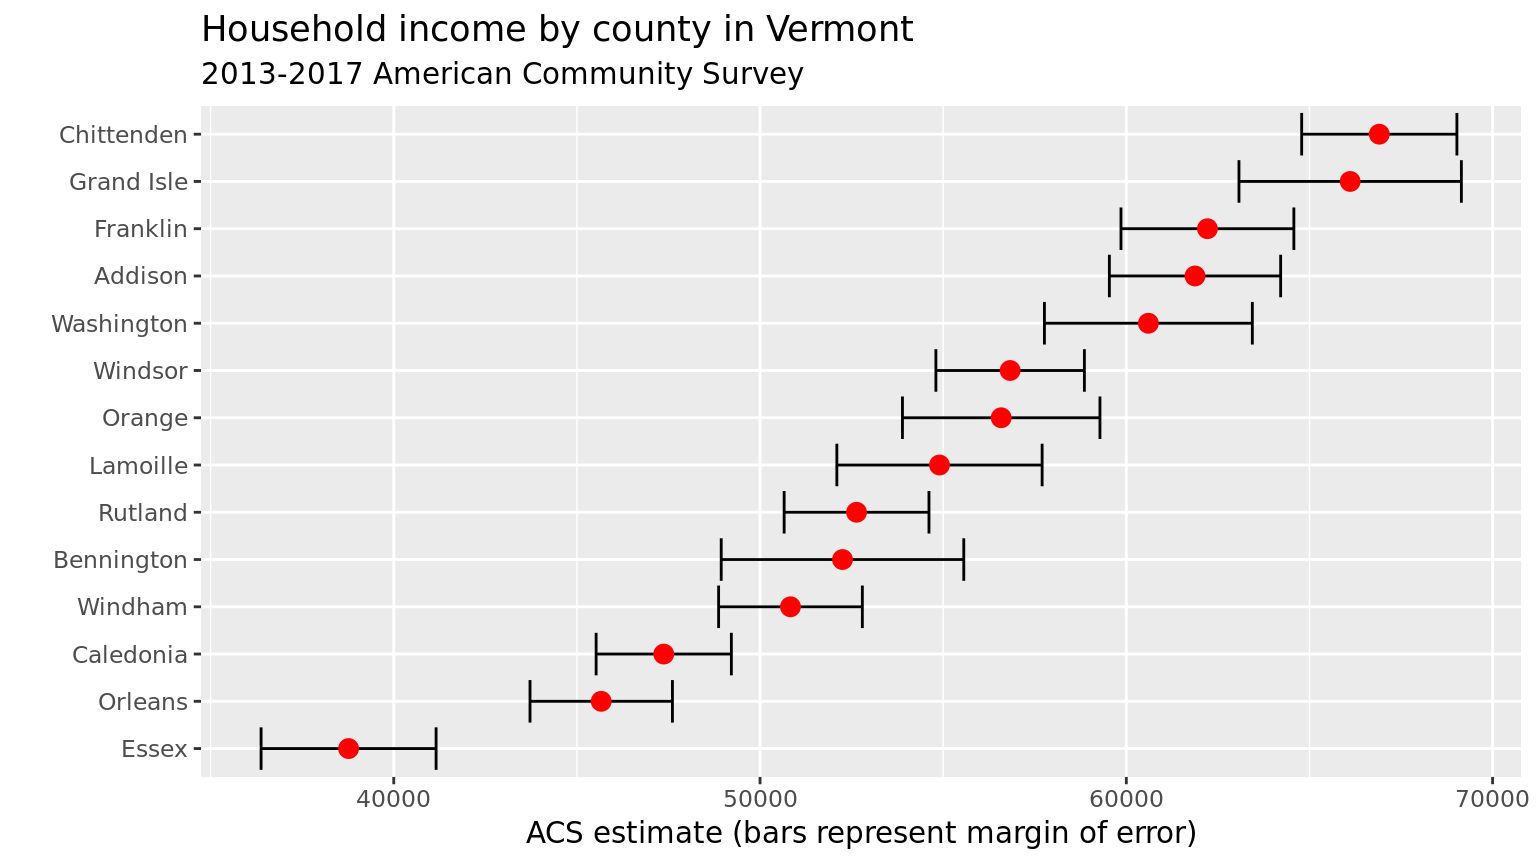 Household income by county in Vermont
2013-2017 American Community Survey
Chittenden
Grand Isle
Franklin
Addison
Washington
Windsor
Orange
Lamoille
Rutland
Bennington
Windham
Caledonia
Orleans
Essex
40000 50000 60000 70000
ACS estimate (bars represent margin of error)